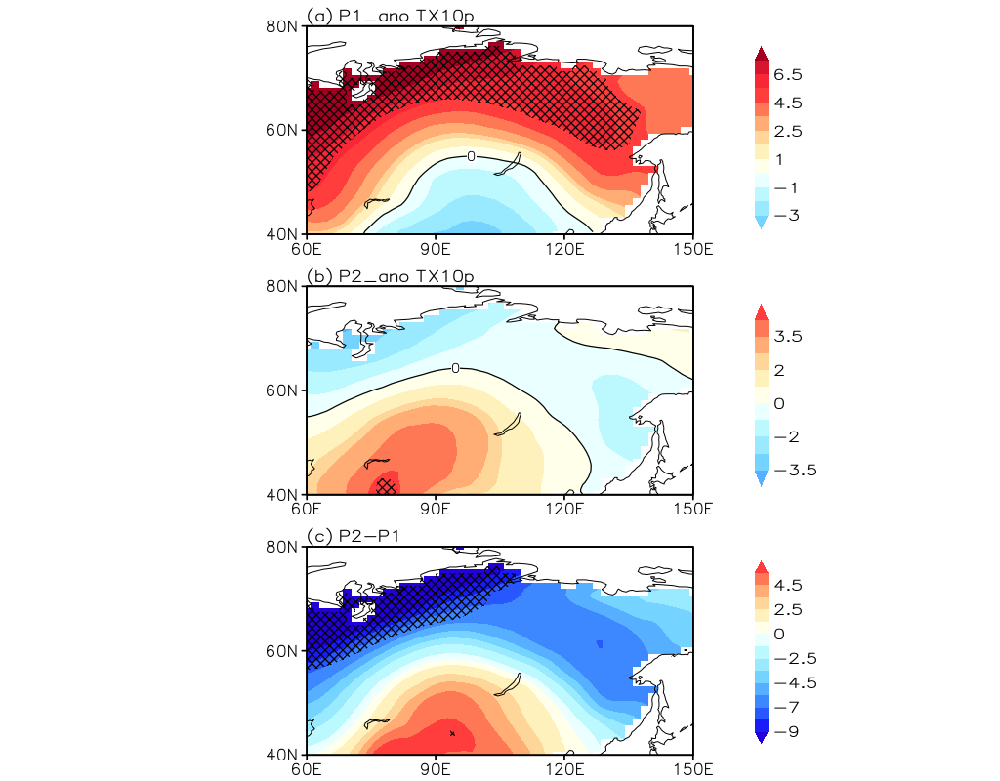 (a) P1_ano TX10p
80N
60N
40N
0
60E 90E 120E 150E
6.5
4.5
2.5
1
−1
−3
(b) P2_ano TX10p
80N
60N
40N
0
60E 90E 120E 150E
3.5
2
0
−2
−3.5
(c) P2−P1
80N
60N
40N
60E 90E 120E 150E
4.5
2.5
0
−2.5
−4.5
−7
−9